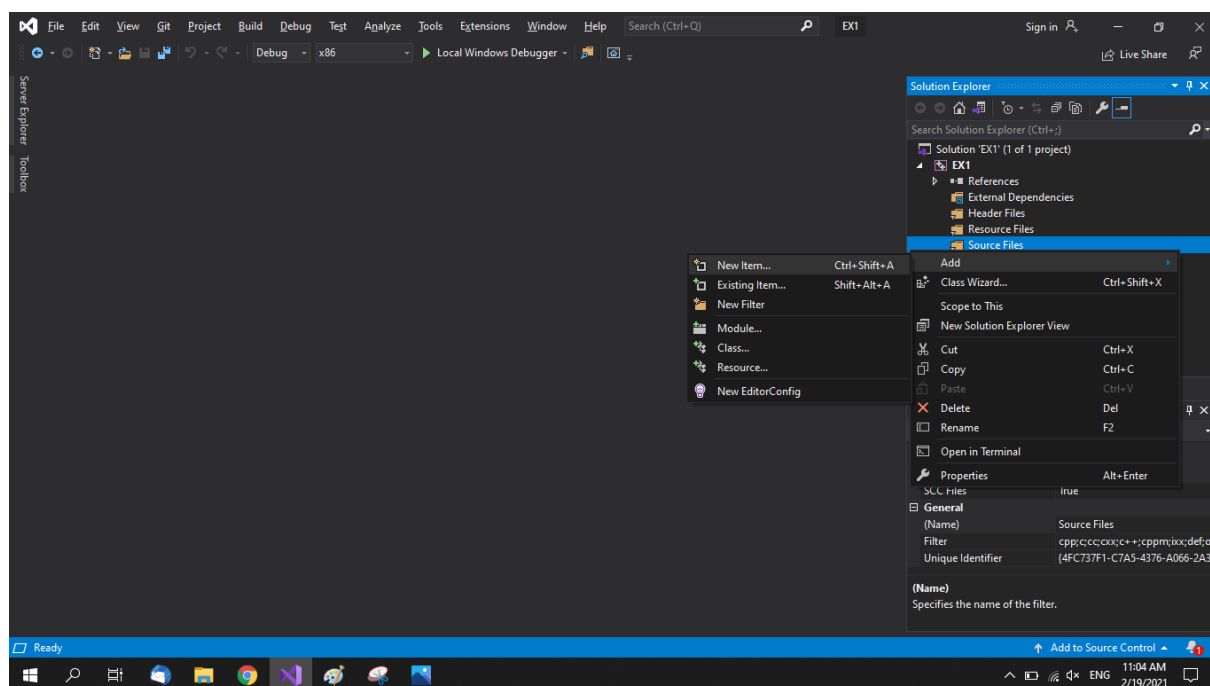 File Edit View Git Project Build Debug Test Analyze Tools Extensions Window Help Search (Ctrl+Q) EX1 Sign in
Debug x86 Local Windows Debugger Live Share
Server Explorer
Toolbox
Solution Explorer
Search Solution Explorer (Ctrl+;)
Solution 'EX1' (1 of 1 project)
EX1
References
External Dependencies
Header Files
Resource Files
Source Files
Add
New Item... Ctrl+Shift+A
Existing Item... Shift+Alt+A
New Filter
Module...
Class...
Resource...
New EditorConfig
Class Wizard... Ctrl+Shift+X
Scope to This
New Solution Explorer View
Cut Ctrl+X
Copy Ctrl+C
Paste Ctrl+V
Delete Del
Rename F2
Open in Terminal
Properties Alt+Enter
SCC Files True
General
(Name) Source Files
Filter cpp;c;cc;cxx;c++;cppm;ixx;def;o
Unique Identifier {4FC737F1-C7A5-4376-A066-2A3
(Name)
Specifies the name of the filter.
Ready Add to Source Control 1
ENG 11:04 AM
2/19/2021